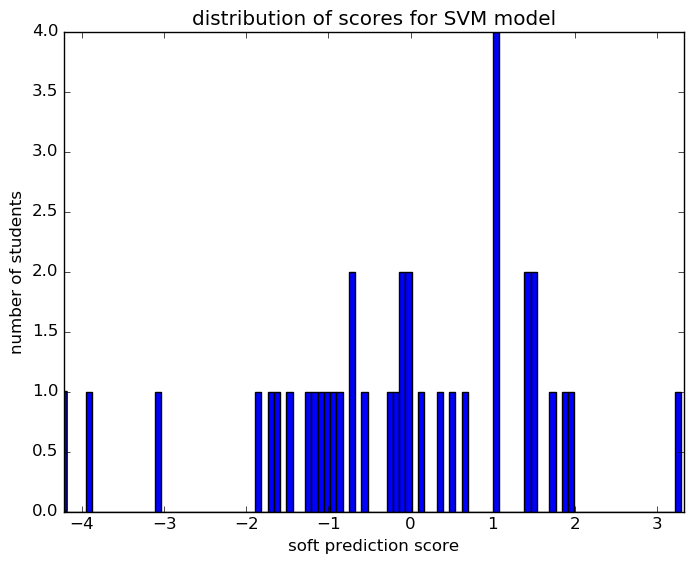 distribution of scores for SVM model
4.0
3.5
3.0
2.5
2.0
1.5
1.0
0.5
0.0
number of students
−4 −3 −2 −1 0 1 2 3
soft prediction score